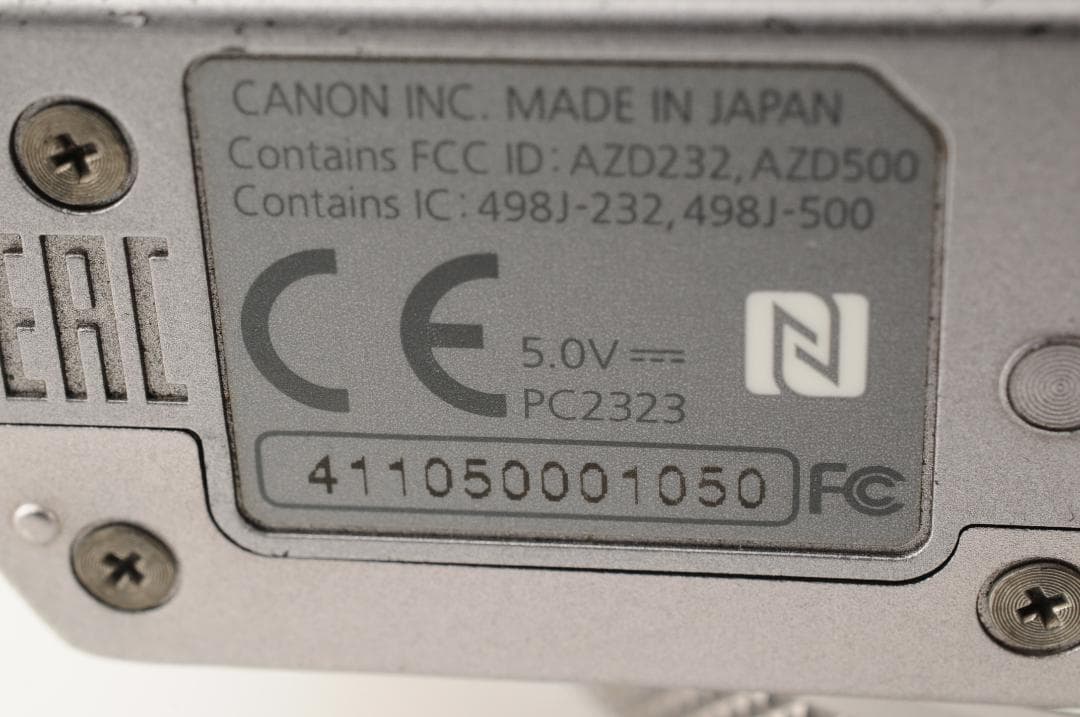 CANON INC. MADE IN JAPAN
Contains FCC ID: AZD232, AZD500
Contains IC: 498J-232, 498J-500
EAC
CE
5.0V
PC2323
N
411050001050
FC